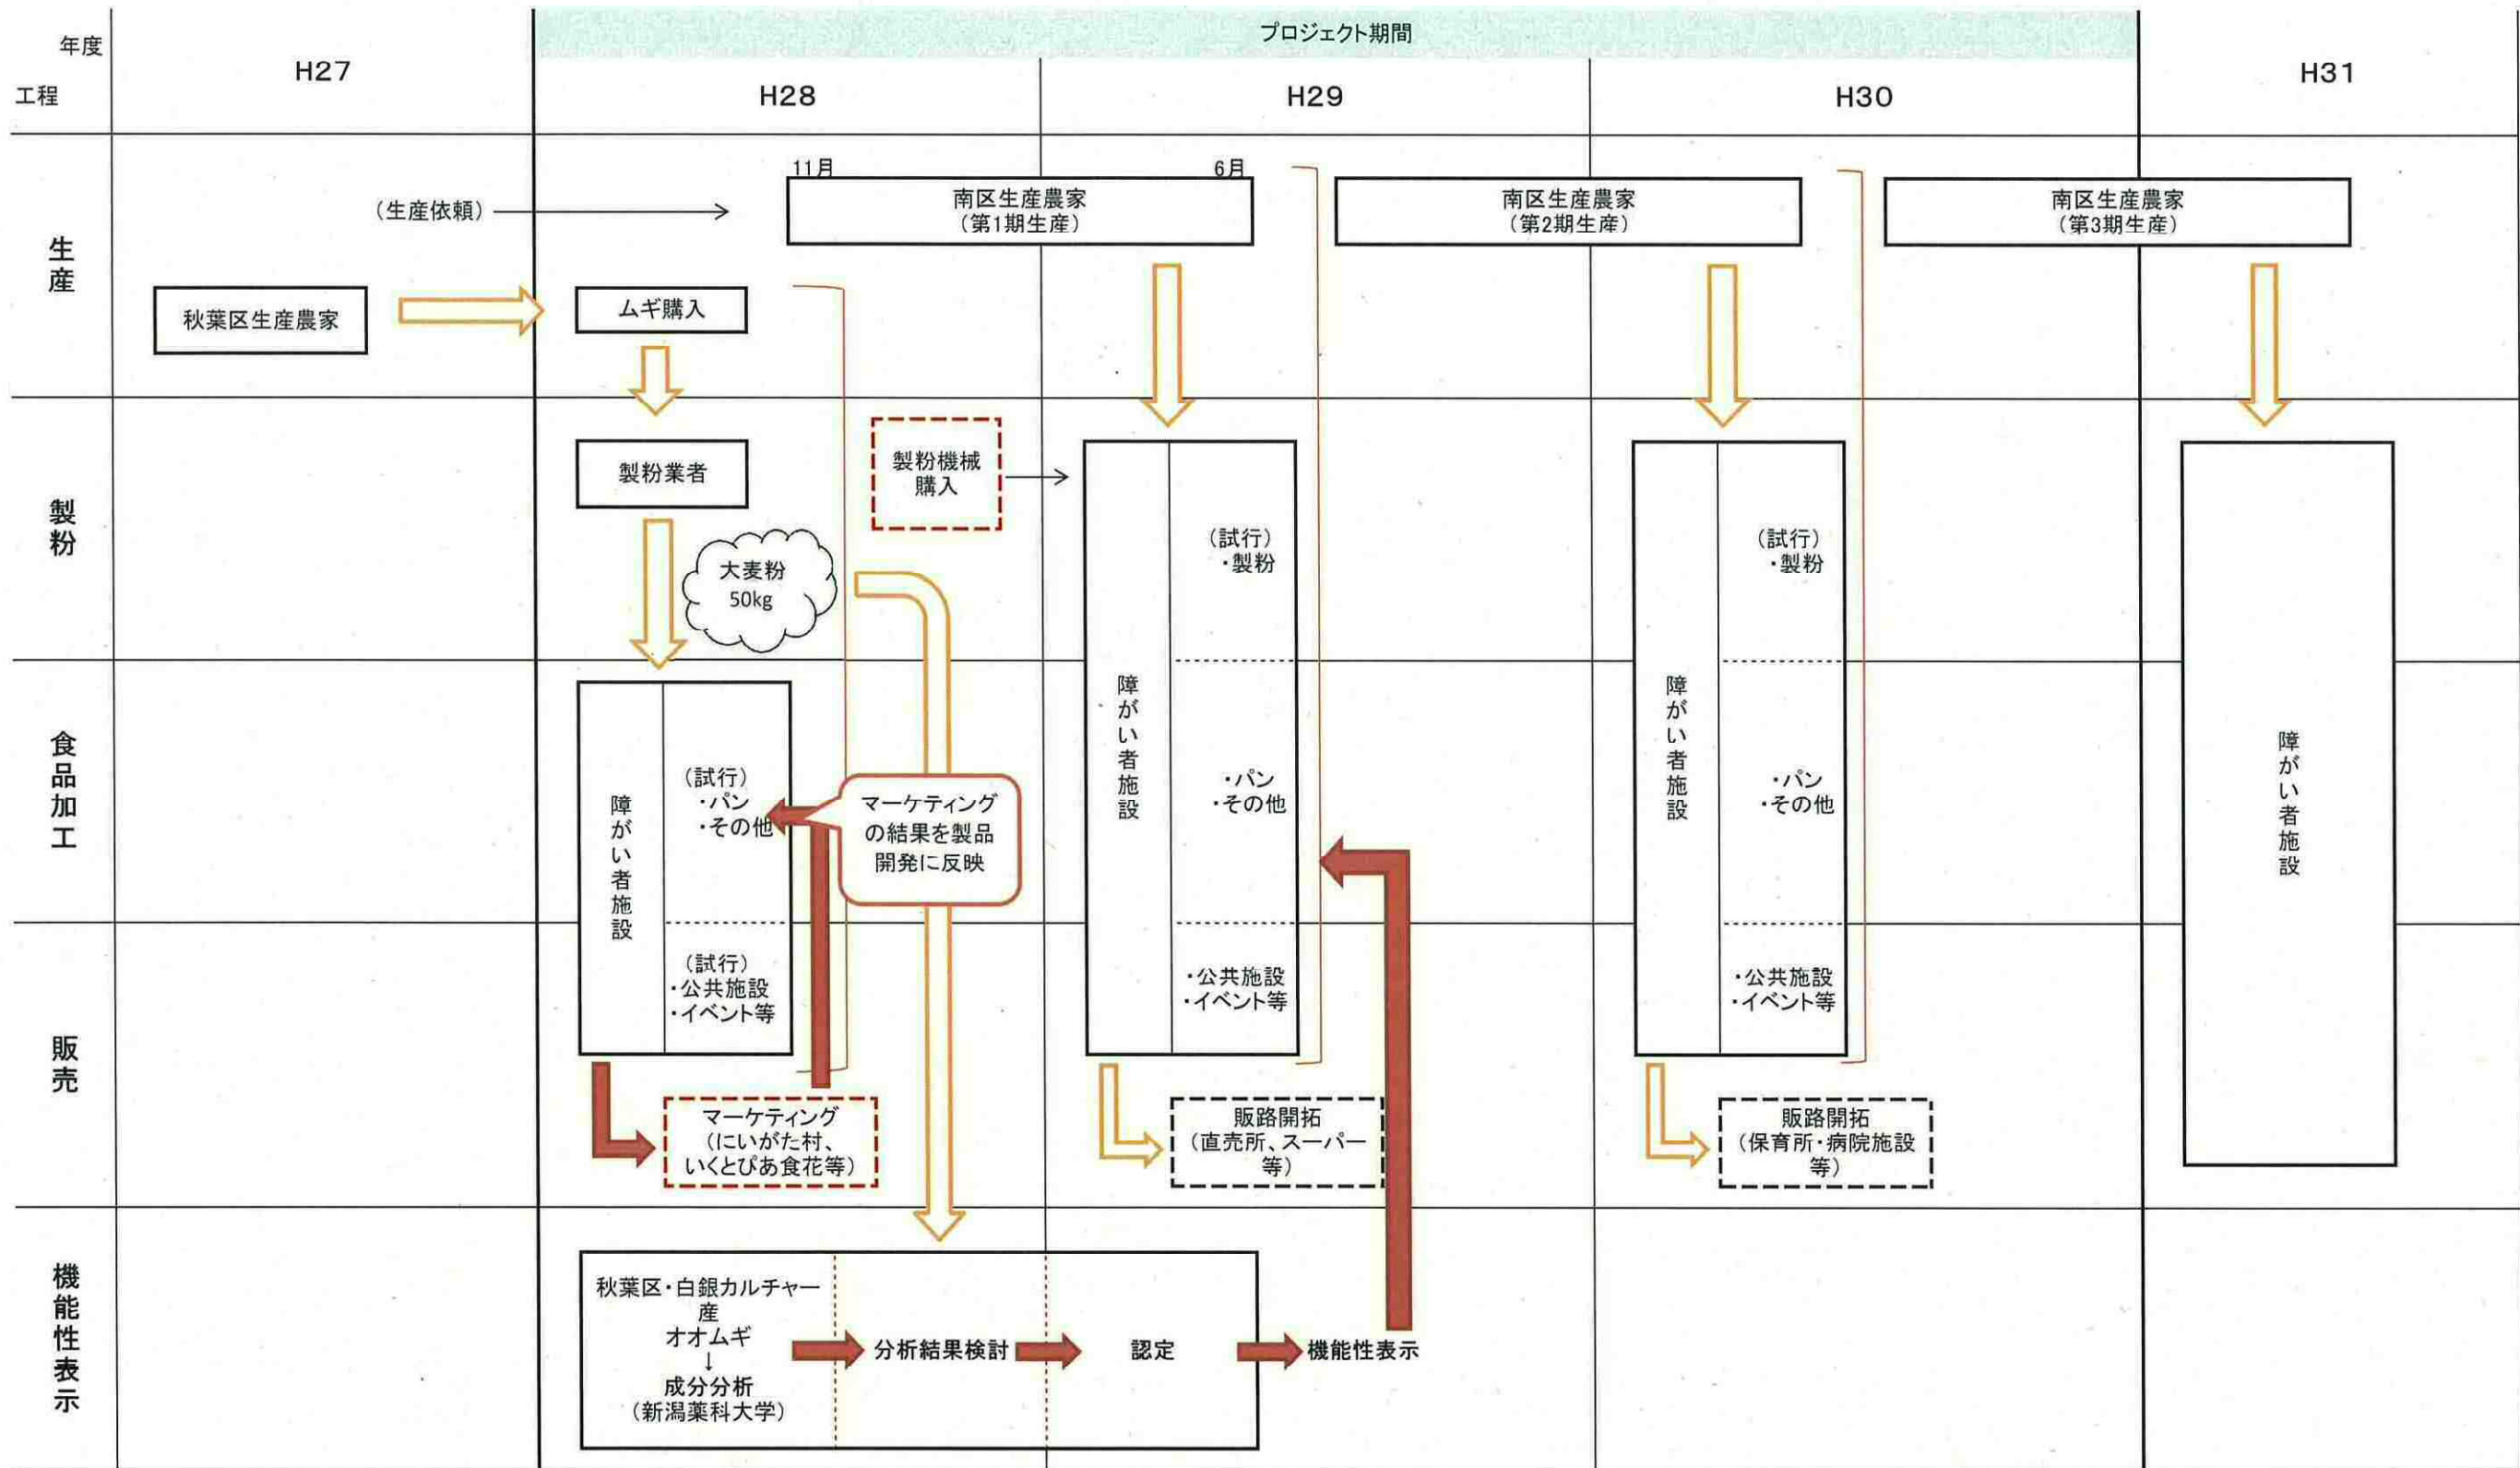 年度
工程
プロジェクト期間
H27
H28
H29
H30
H31
生産
11月
6月
(生産依頼)
南区生産農家
(第1期生産)
南区生産農家
(第2期生産)
南区生産農家
(第3期生産)
秋葉区生産農家
ムギ購入
製粉
製粉業者
製粉機械
購入
大麦粉
50kg
障がい者施設
(試行)
・製粉
・パン
・その他
・公共施設
・イベント等
障がい者施設
(試行)
・製粉
・パン
・その他
・公共施設
・イベント等
障がい者施設
食品加工
障がい者施設
(試行)
・パン
・その他
(試行)
・公共施設
・イベント等
マーケティング
の結果を製品
開発に反映
販売
マーケティング
(にいがた村、
いくとぴあ食花等)
販路開拓
(直売所、スーパー
等)
販路開拓
(保育所・病院施設
等)
機能性表示
秋葉区・白銀カルチャー
産
オオムギ
↓
成分分析
(新潟薬科大学)
分析結果検討
認定
機能性表示